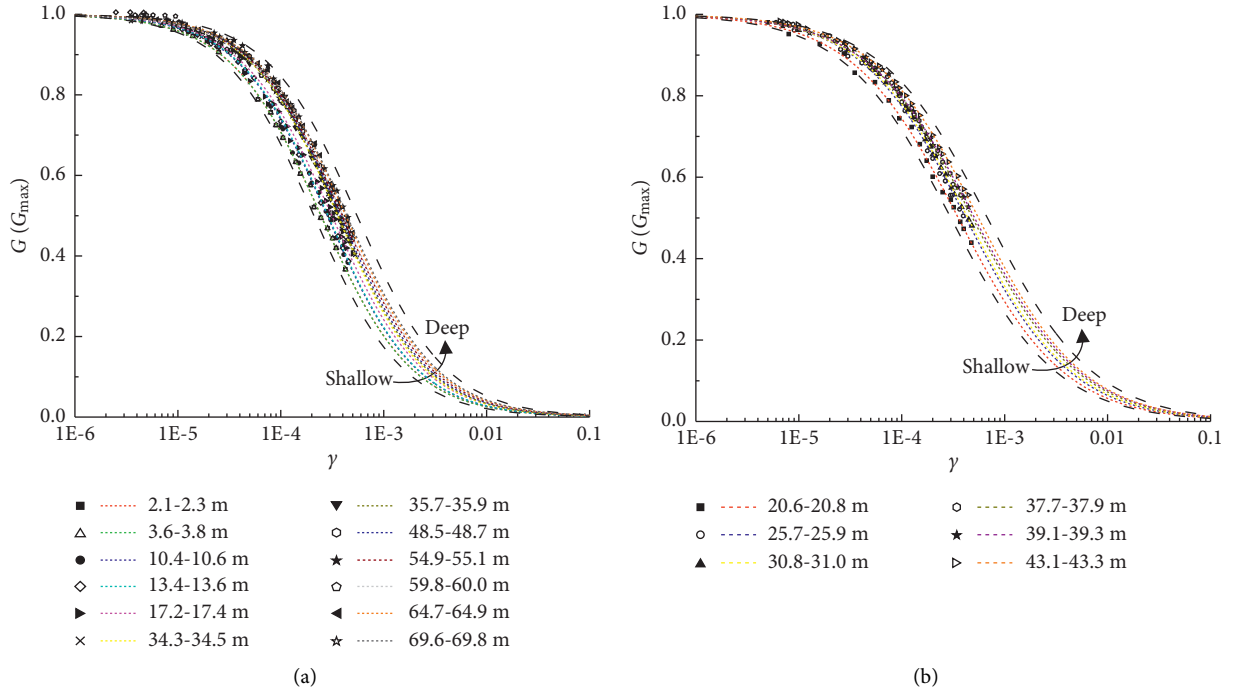 1.0
0.8
0.6
0.4
0.2
0.0
G (Gmax)
1E-6
1E-5
1E-4
1E-3
0.01
0.1
γ
Deep
Shallow
2.1-2.3 m
3.6-3.8 m
10.4-10.6 m
13.4-13.6 m
17.2-17.4 m
34.3-34.5 m
35.7-35.9 m
48.5-48.7 m
54.9-55.1 m
59.8-60.0 m
64.7-64.9 m
69.6-69.8 m
(a)
1.0
0.8
0.6
0.4
0.2
0.0
G (Gmax)
1E-6
1E-5
1E-4
1E-3
0.01
0.1
γ
Deep
Shallow
20.6-20.8 m
25.7-25.9 m
30.8-31.0 m
37.7-37.9 m
39.1-39.3 m
43.1-43.3 m
(b)